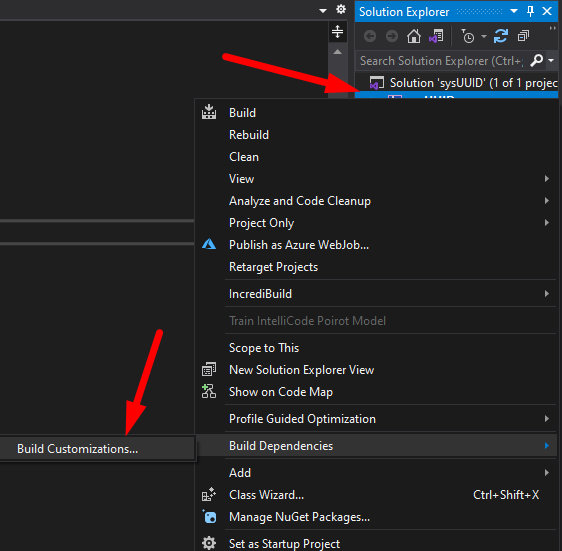 Solution Explorer
Search Solution Explorer (Ctrl+;
Solution 'sysUUID' (1 of 1 projec
Build
Rebuild
Clean
View
Analyze and Code Cleanup
Project Only
Publish as Azure WebJob...
Retarget Projects
IncrediBuild
Train IntelliCode Poirot Model
Scope to This
New Solution Explorer View
Show on Code Map
Profile Guided Optimization
Build Dependencies
Build Customizations...
Add
Class Wizard... Ctrl+Shift+X
Manage NuGet Packages...
Set as Startup Project